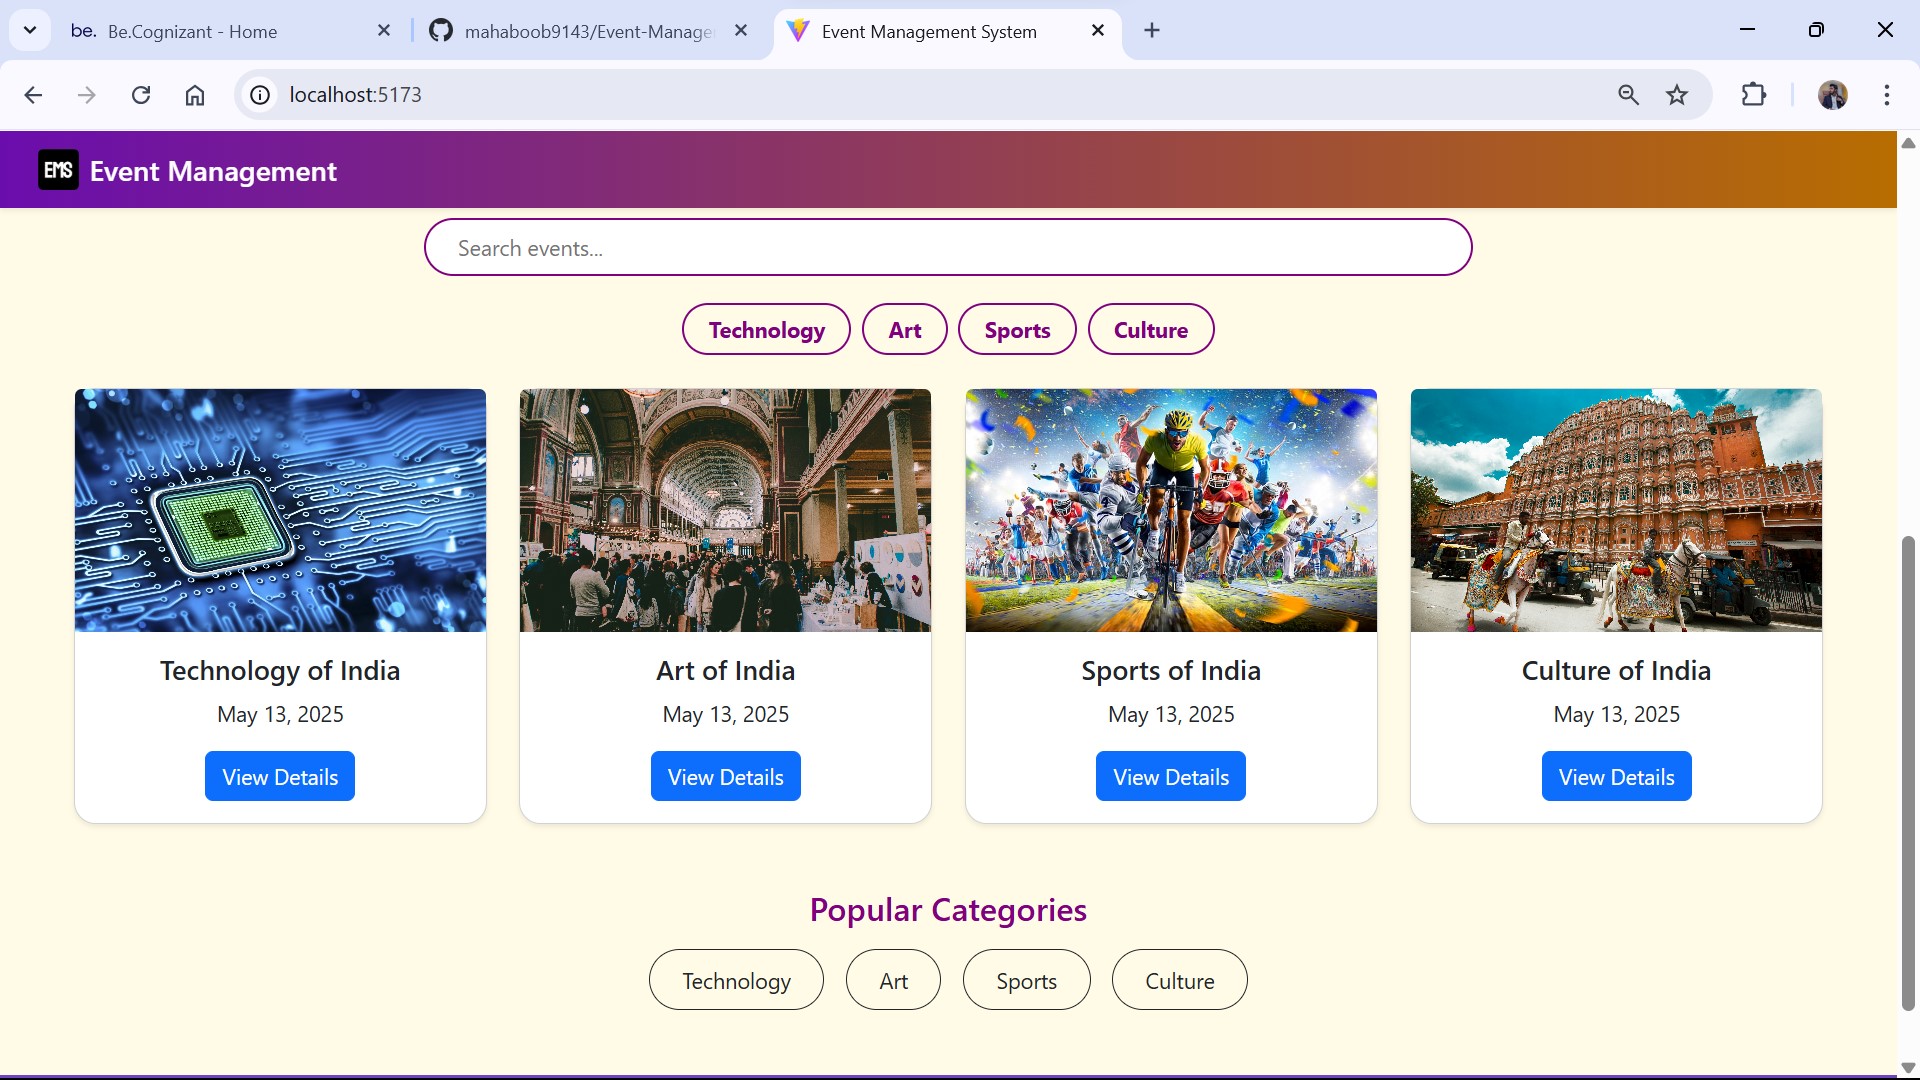 be. Be.Cognizant - Home
mahaboob9143/Event-Manage
Event Management System
localhost:5173
EMS Event Management
Search events...
Technology Art Sports Culture
Technology of India
May 13, 2025
View Details
Art of India
May 13, 2025
View Details
Sports of India
May 13, 2025
View Details
Culture of India
May 13, 2025
View Details
Popular Categories
Technology Art Sports Culture